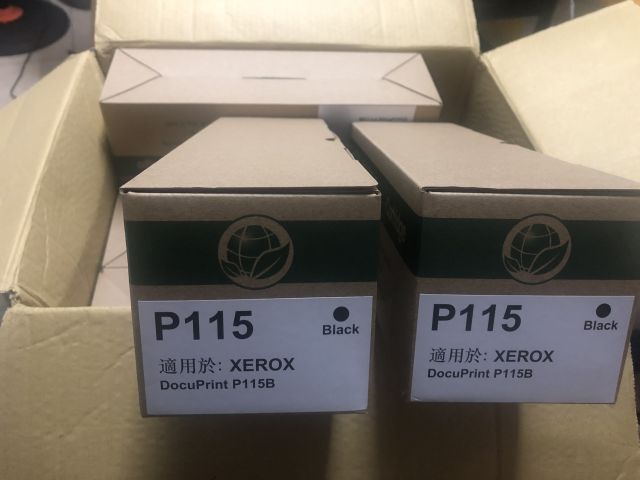 P115
Black
適用於: XEROX
DocuPrint P115B
P115
Black
適用於: XEROX
DocuPrint P115B